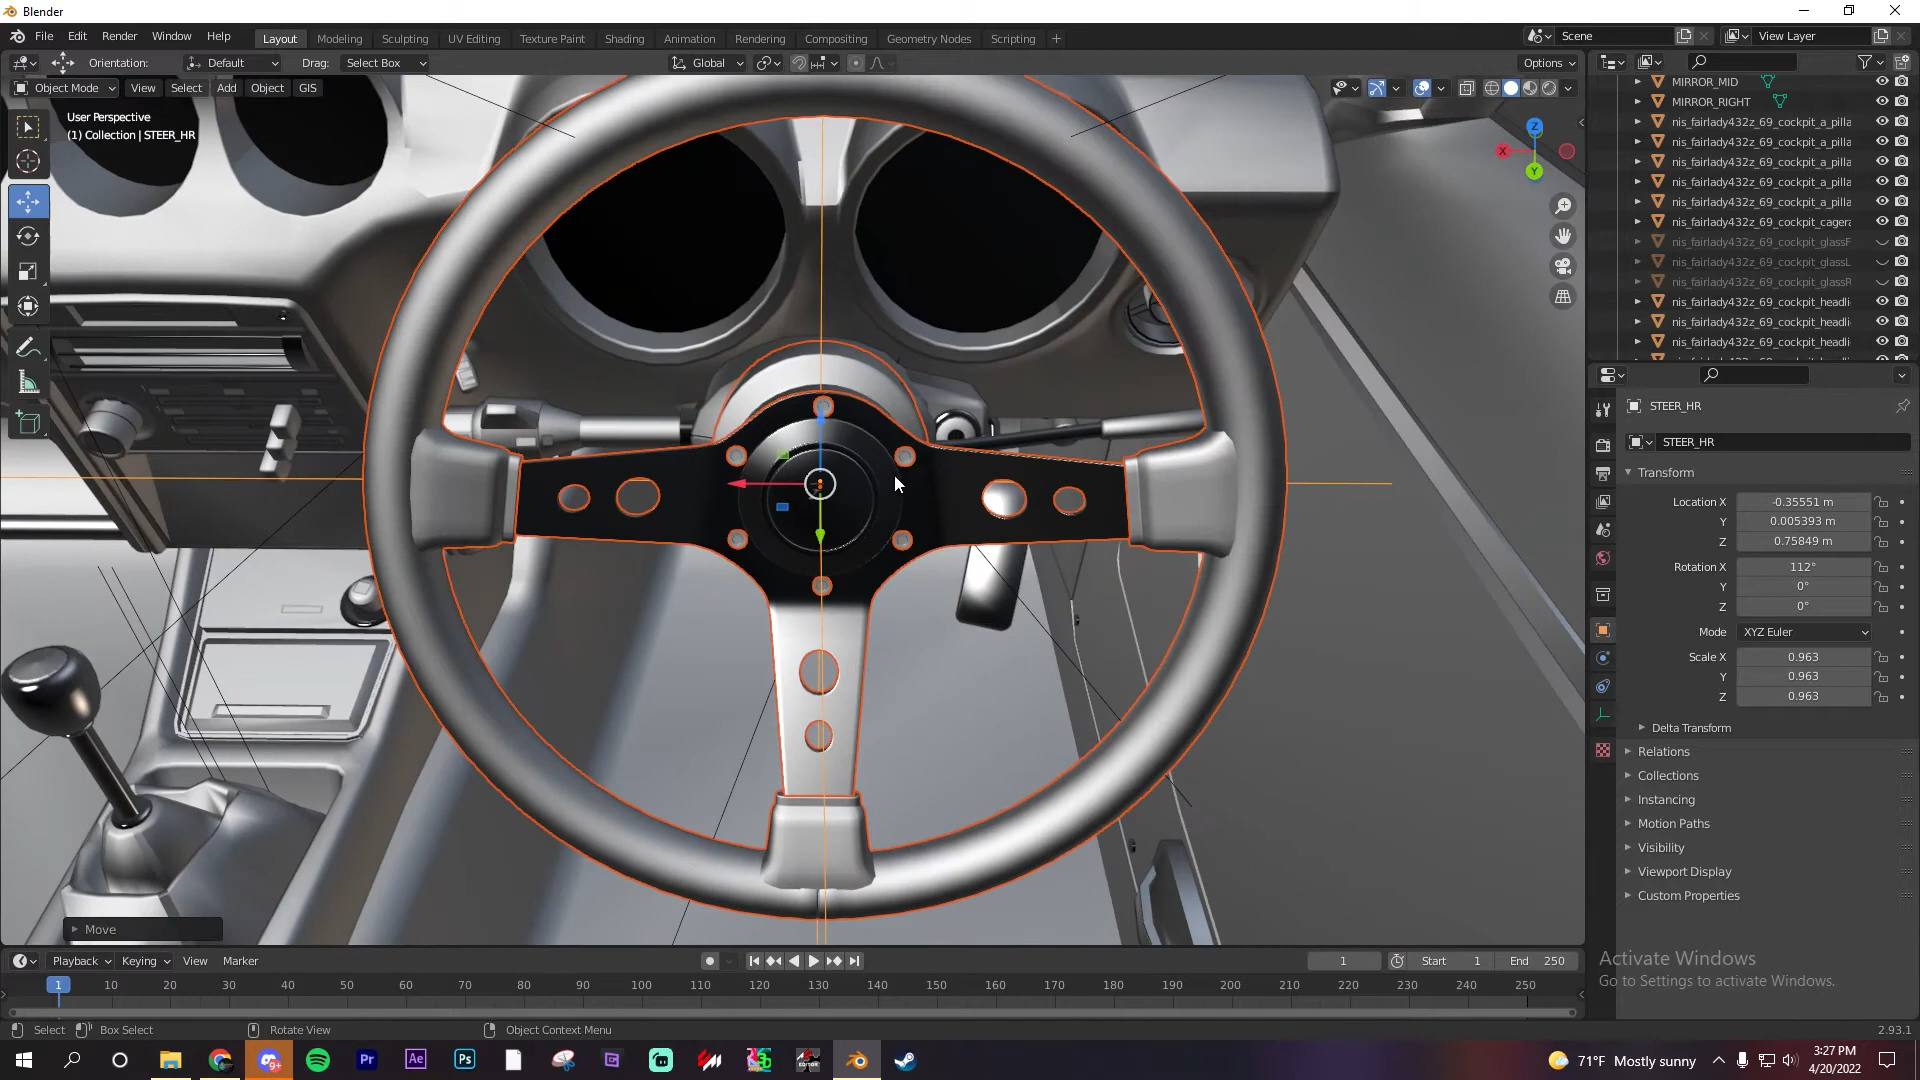 Blender
File Edit Render Window Help
Layout Modeling Sculpting UV Editing Texture Paint Shading Animation Rendering Compositing Geometry Nodes Scripting +
Scene
View Layer
Orientation: Default Drag: Select Box
Global
Options
Object Mode View Select Add Object GIS
User Perspective
(1) Collection | STEER_HR
Z
X
Y
MIRROR_MID
MIRROR_RIGHT
nis_fairlady432z_69_cockpit_a_pilla
nis_fairlady432z_69_cockpit_a_pilla
nis_fairlady432z_69_cockpit_a_pilla
nis_fairlady432z_69_cockpit_a_pilla
nis_fairlady432z_69_cockpit_a_pilla
nis_fairlady432z_69_cockpit_cagera
nis_fairlady432z_69_cockpit_glassF
nis_fairlady432z_69_cockpit_glassL
nis_fairlady432z_69_cockpit_glassR
nis_fairlady432z_69_cockpit_headli
nis_fairlady432z_69_cockpit_headli
nis_fairlady432z_69_cockpit_headli
STEER_HR
STEER_HR
Transform
Location X -0.35551 m
Y 0.005393 m
Z 0.75849 m
Rotation X 112°
Y 0°
Z 0°
Mode XYZ Euler
Scale X 0.963
Y 0.963
Z 0.963
Delta Transform
Relations
Collections
Instancing
Motion Paths
Visibility
Viewport Display
Custom Properties
Move
Activate Windows
Go to Settings to activate Windows.
Playback Keying View Marker
1 Start 1 End 250
1 10 20 30 40 50 60 70 80 90 100 110 120 130 140 150 160 170 180 190 200 210 220 230 240 250
Select Box Select Rotate View Object Context Menu
2.93.1
9+ Pr Ae Ps
71°F Mostly sunny
3:27 PM
4/20/2022